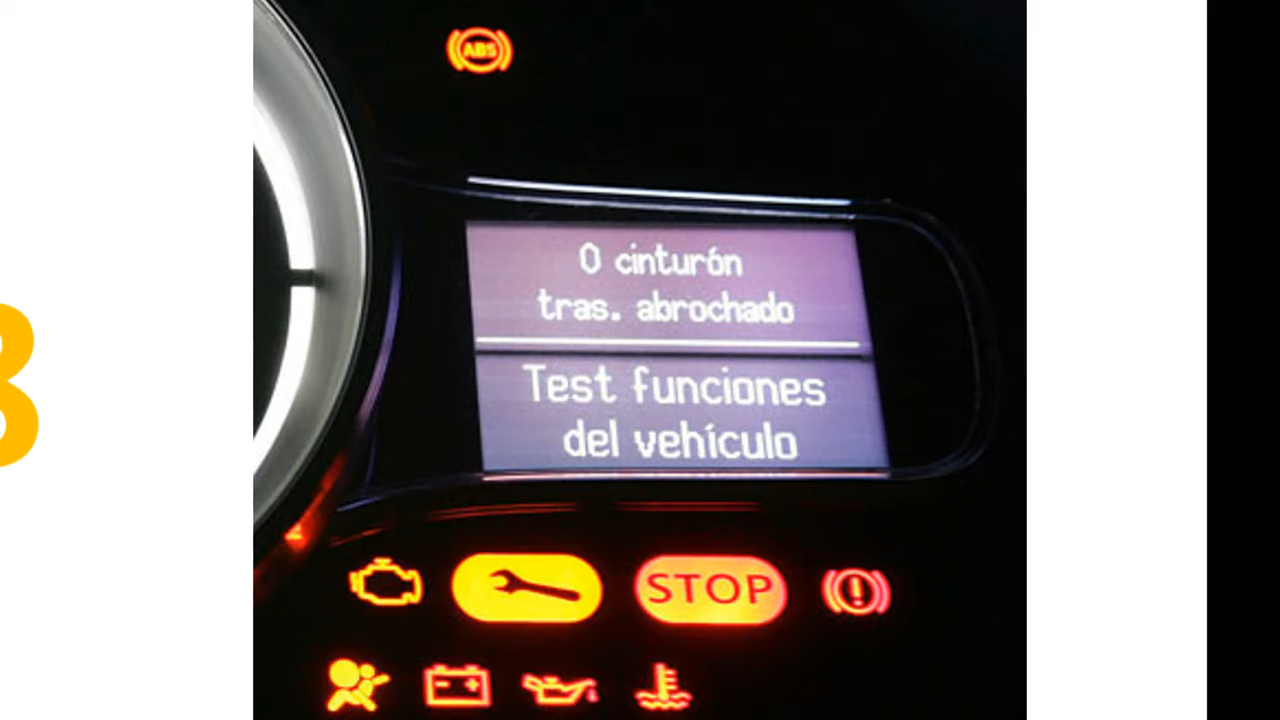 ABS
0 cinturón
tras. abrochado
Test funciones
del vehículo
STOP